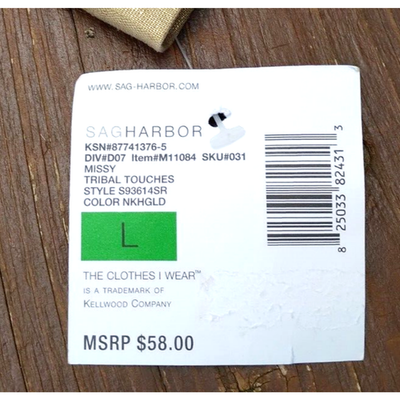 WWW.SAG-HARBOR.COM
SAGHARBOR
KSN#87741376-5
DIV#D07 Item#M11084 SKU#031
MISSY
TRIBAL TOUCHES
STYLE S93614SR
COLOR NKHGLD
L
THE CLOTHES I WEAR™
IS A TRADEMARK OF
KELLWOOD COMPANY
MSRP $58.00
8 25033 82431 3